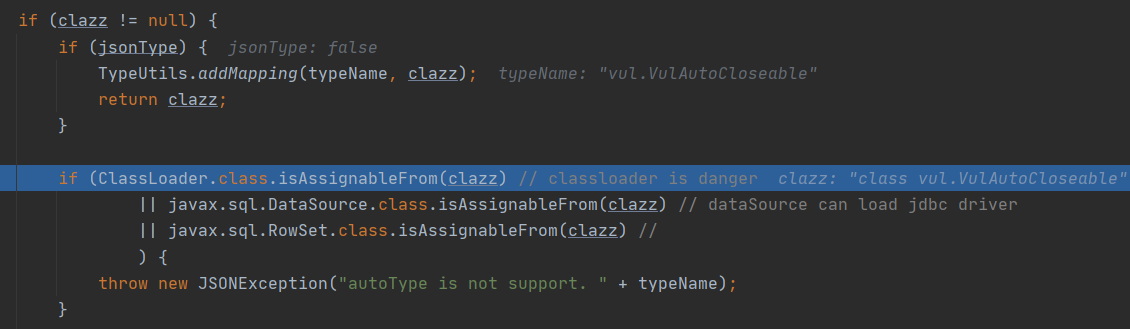 if (clazz != null) {
if (jsonType) { jsonType: false
TypeUtils.addMapping(typeName, clazz); typeName: "vul.VulAutoCloseable"
return clazz;
}
if (ClassLoader.class.isAssignableFrom(clazz) // classloader is danger clazz: "class vul.VulAutoCloseable"
|| javax.sql.DataSource.class.isAssignableFrom(clazz) // dataSource can load jdbc driver
|| javax.sql.RowSet.class.isAssignableFrom(clazz) //
) {
throw new JSONException("autoType is not support. " + typeName);
}